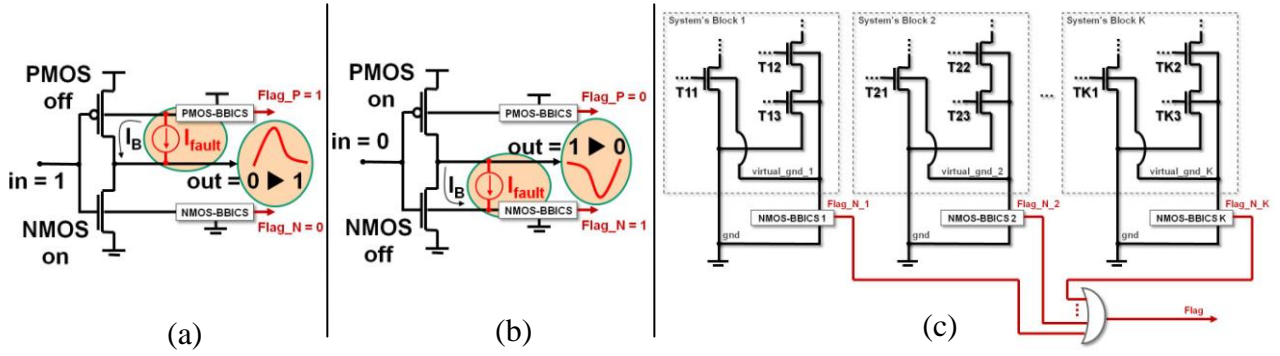 PMOS
off
PMOS-BBICS
Flag_P = 1
I_B
I_fault
in = 1
out = 0 ► 1
NMOS
on
NMOS-BBICS
Flag_N = 0
(a)
PMOS
on
PMOS-BBICS
Flag_P = 0
in = 0
out = 1 ► 0
I_B
I_fault
NMOS
off
NMOS-BBICS
Flag_N = 1
(b)
System's Block 1
T12
T11
T13
virtual_gnd_1
NMOS-BBICS 1
Flag_N_1
gnd
System's Block 2
T22
T21
T23
virtual_gnd_2
NMOS-BBICS 2
Flag_N_2
gnd
...
System's Block K
TK2
TK1
TK3
virtual_gnd_K
NMOS-BBICS K
Flag_N_K
gnd
Flag
(c)